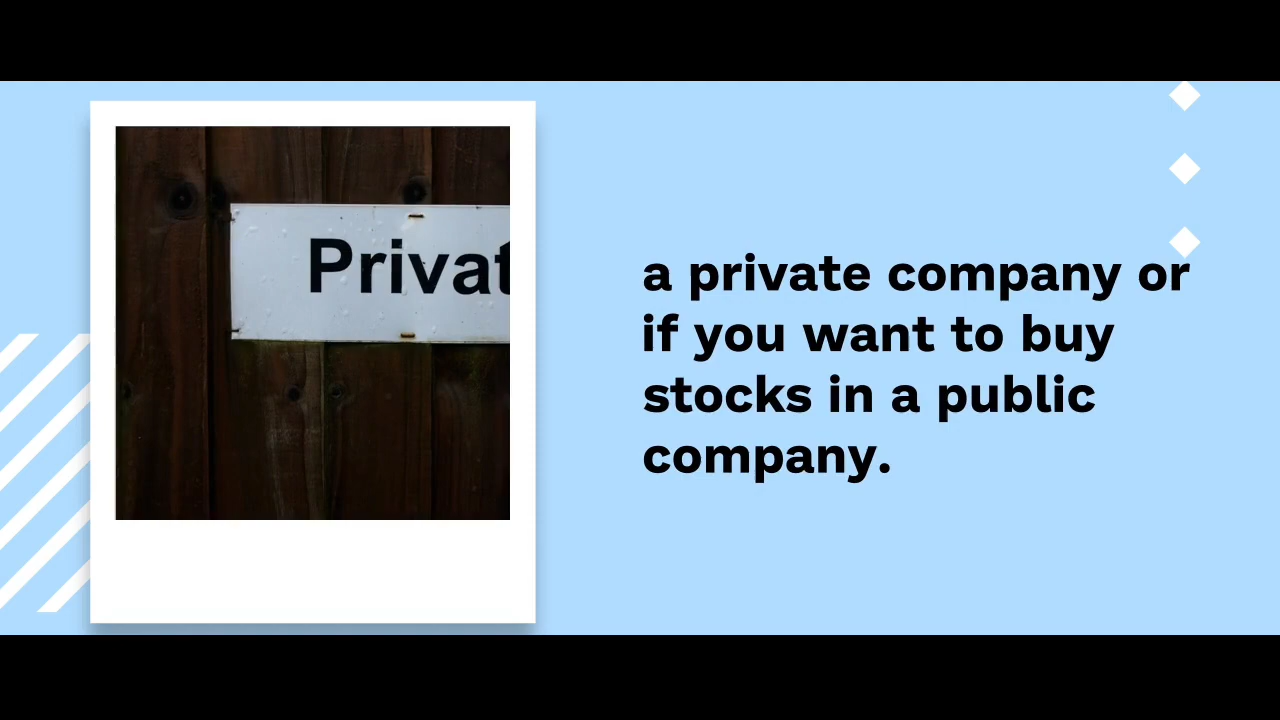 Privat
a private company or
if you want to buy
stocks in a public
company.